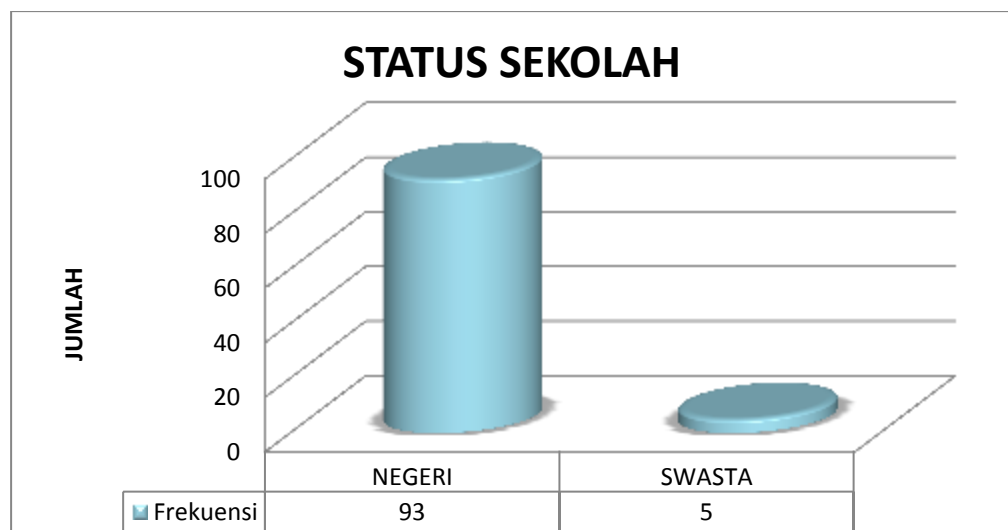 STATUS SEKOLAH
JUMLAH
100
80
60
40
20
0
NEGERI SWASTA
Frekuensi 93 5